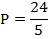 P = 24/5